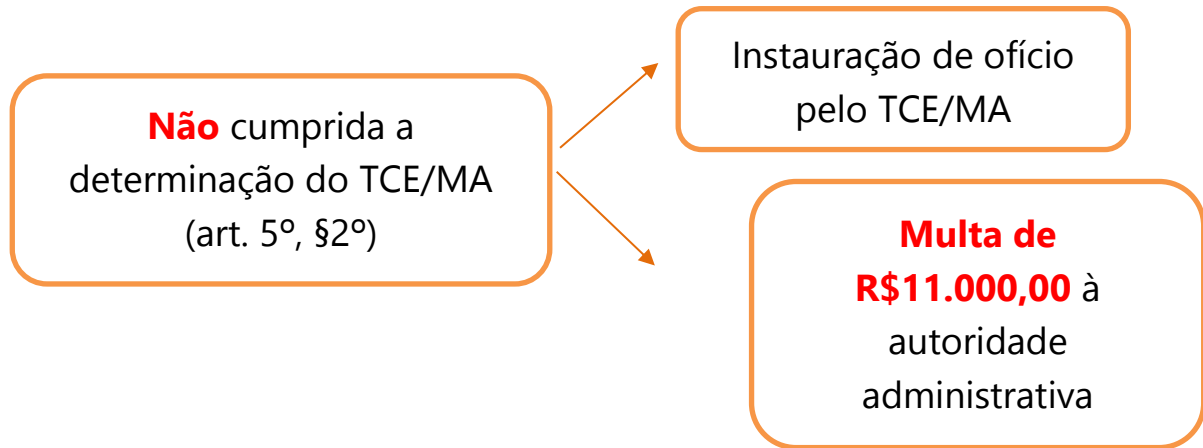 Não cumprida a
determinação do TCE/MA
(art. 5º, §2º)
Instauração de ofício
pelo TCE/MA
Multa de
R$11.000,00 à
autoridade
administrativa